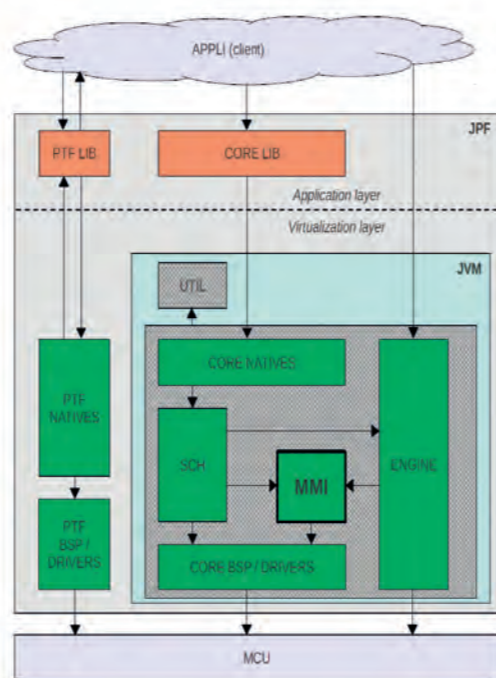 APPLI (client)
JPF
PTF LIB
CORE LIB
Application layer
Virtualization layer
JVM
UTIL
CORE NATIVES
PTF
NATIVES
SCH
MMI
ENGINE
PTF
BSP /
DRIVERS
CORE BSP / DRIVERS
MCU